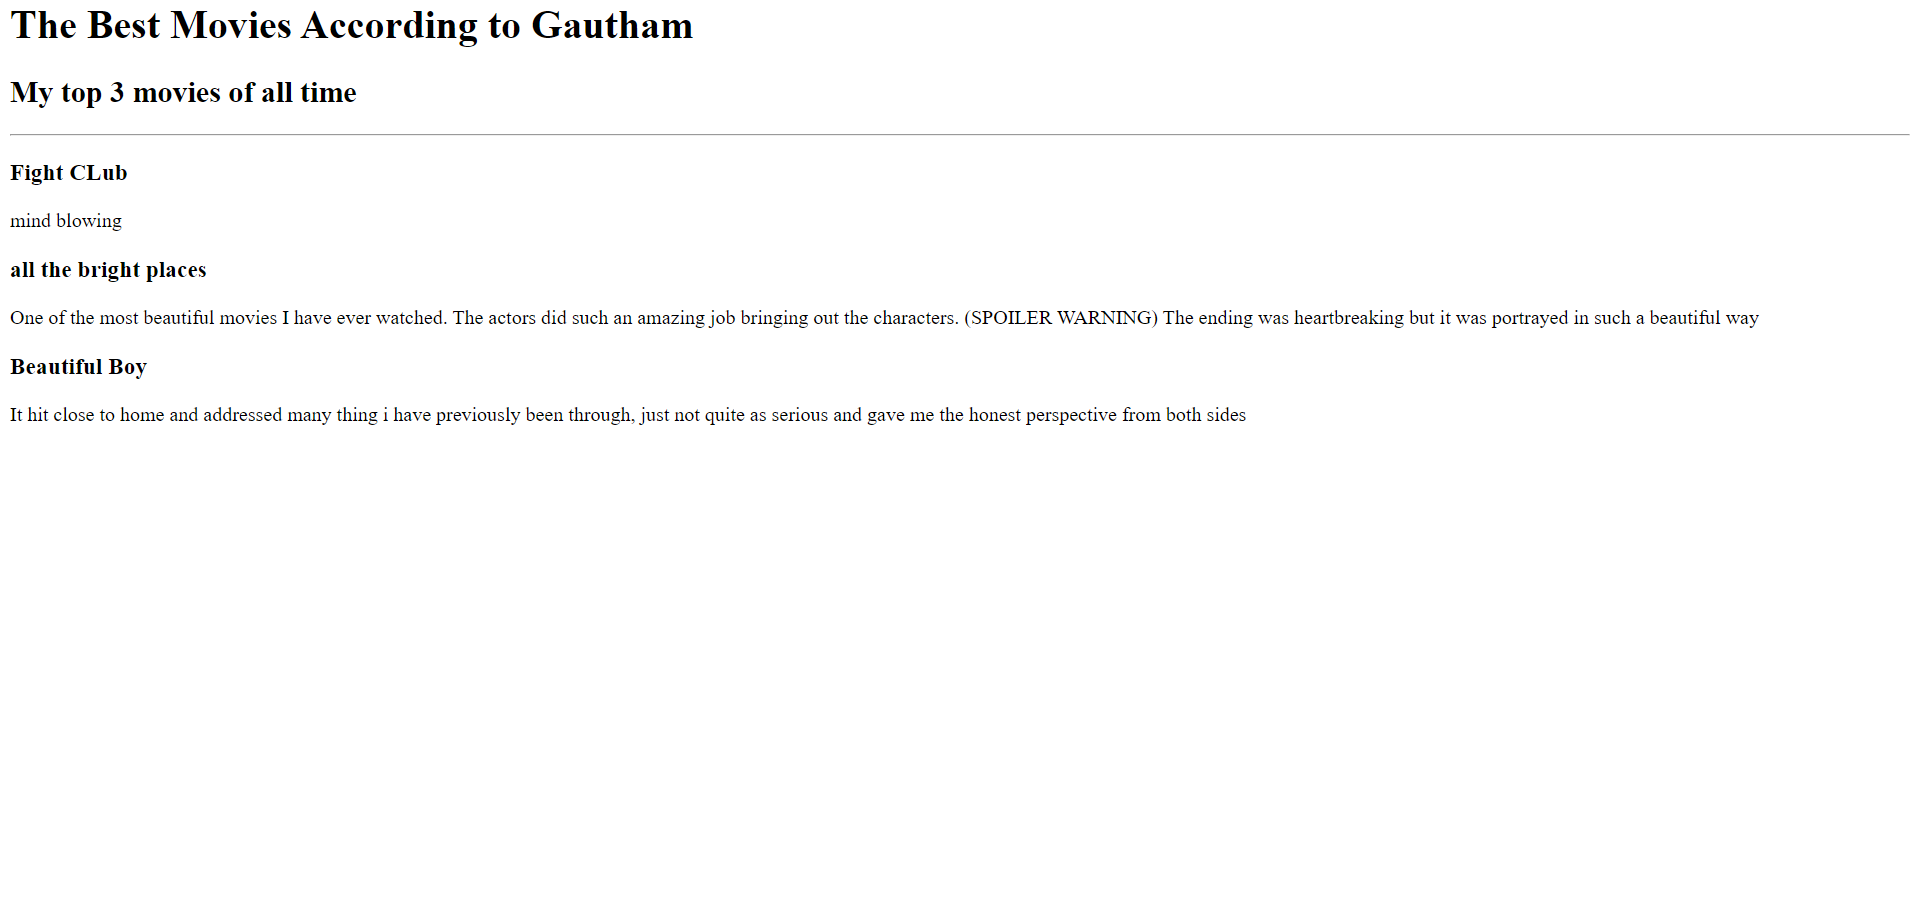 The Best Movies According to Gautham
My top 3 movies of all time
Fight CLub
mind blowing
all the bright places
One of the most beautiful movies I have ever watched. The actors did such an amazing job bringing out the characters. (SPOILER WARNING) The ending was heartbreaking but it was portrayed in such a beautiful way
Beautiful Boy
It hit close to home and addressed many thing i have previously been through, just not quite as serious and gave me the honest perspective from both sides